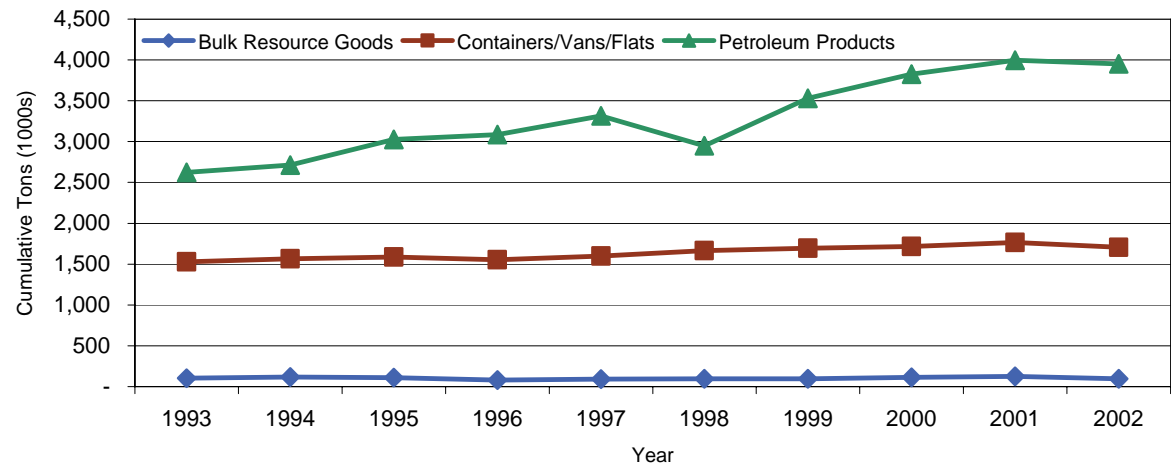 4,500
Bulk Resource Goods Containers/Vans/Flats Petroleum Products
4,000
3,500
3,000
2,500
2,000
1,500
1,000
500
-
Cumulative Tons (1000s)
1993 1994 1995 1996 1997 1998 1999 2000 2001 2002
Year